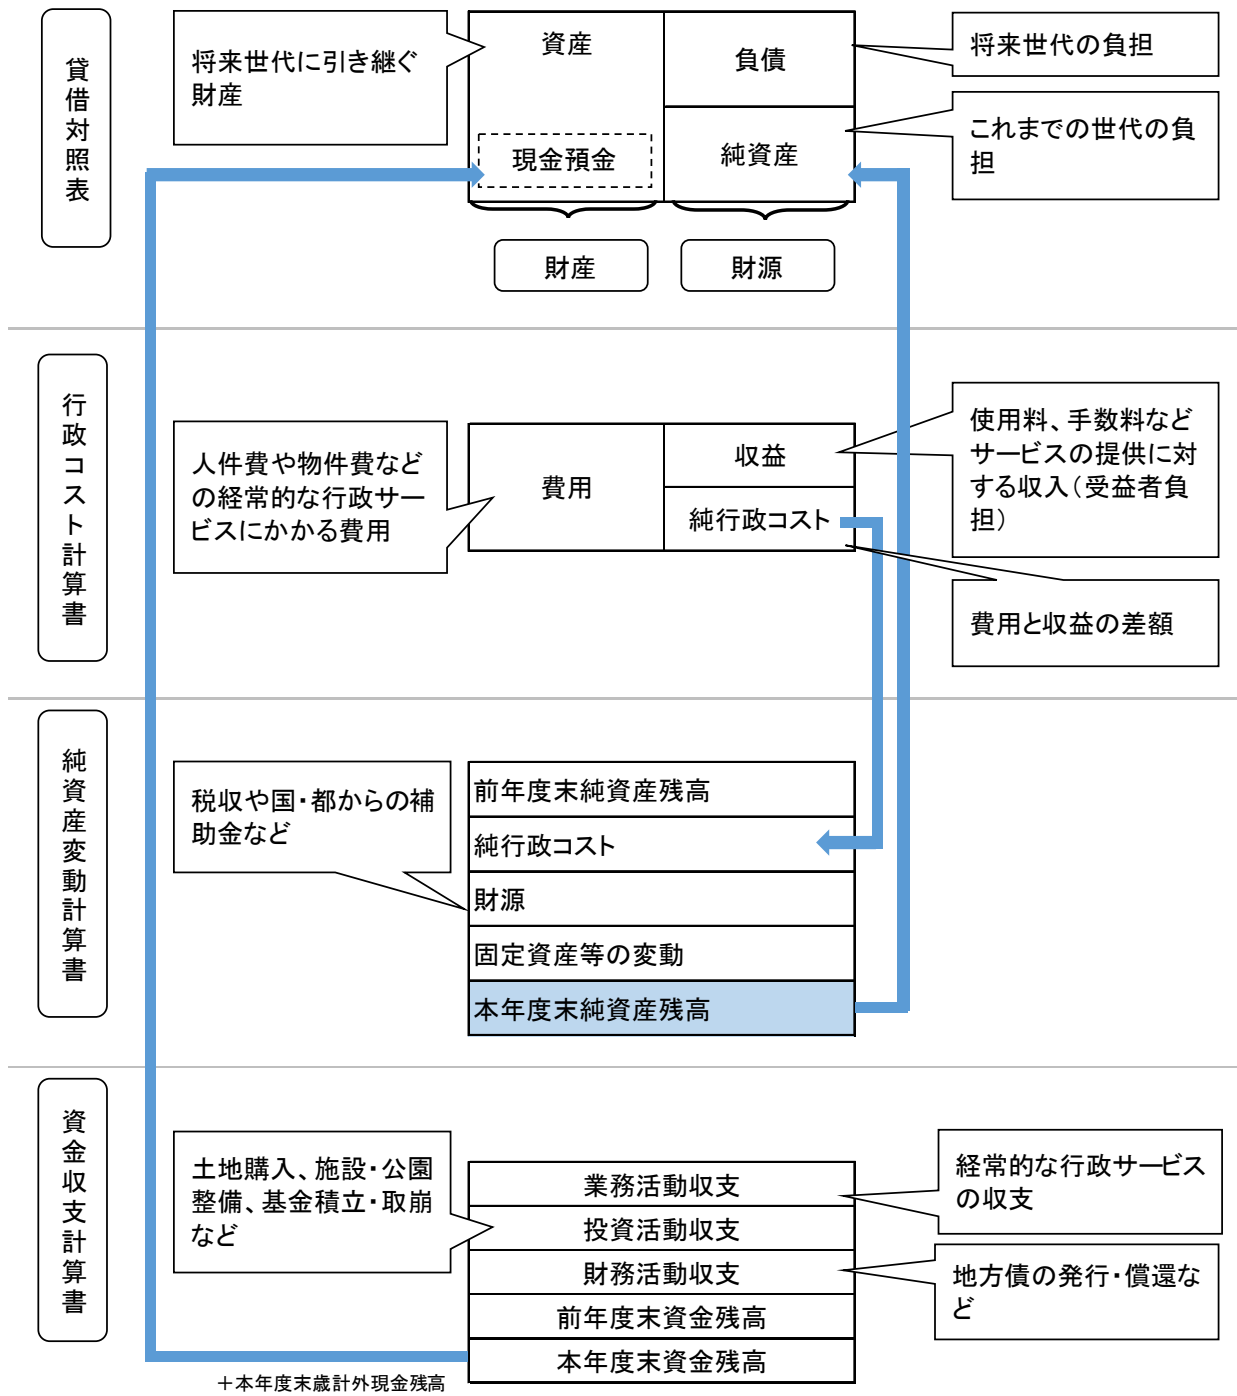 貸借対照表
将来世代に引き継ぐ
財産
資産
負債
現金預金
純資産
将来世代の負担
これまでの世代の負
担
財産
財源
行政コスト計算書
人件費や物件費など
の経常的な行政サー
ビスにかかる費用
費用
収益
純行政コスト
使用料、手数料など
サービスの提供に対
する収入（受益者負
担）
費用と収益の差額
純資産変動計算書
税収や国・都からの補
助金など
前年度末純資産残高
純行政コスト
財源
固定資産等の変動
本年度末純資産残高
資金収支計算書
土地購入、施設・公園
整備、基金積立・取崩
など
業務活動収支
投資活動収支
財務活動収支
前年度末資金残高
本年度末資金残高
経常的な行政サービス
の収支
地方債の発行・償還な
ど
＋本年度末歳計外現金残高